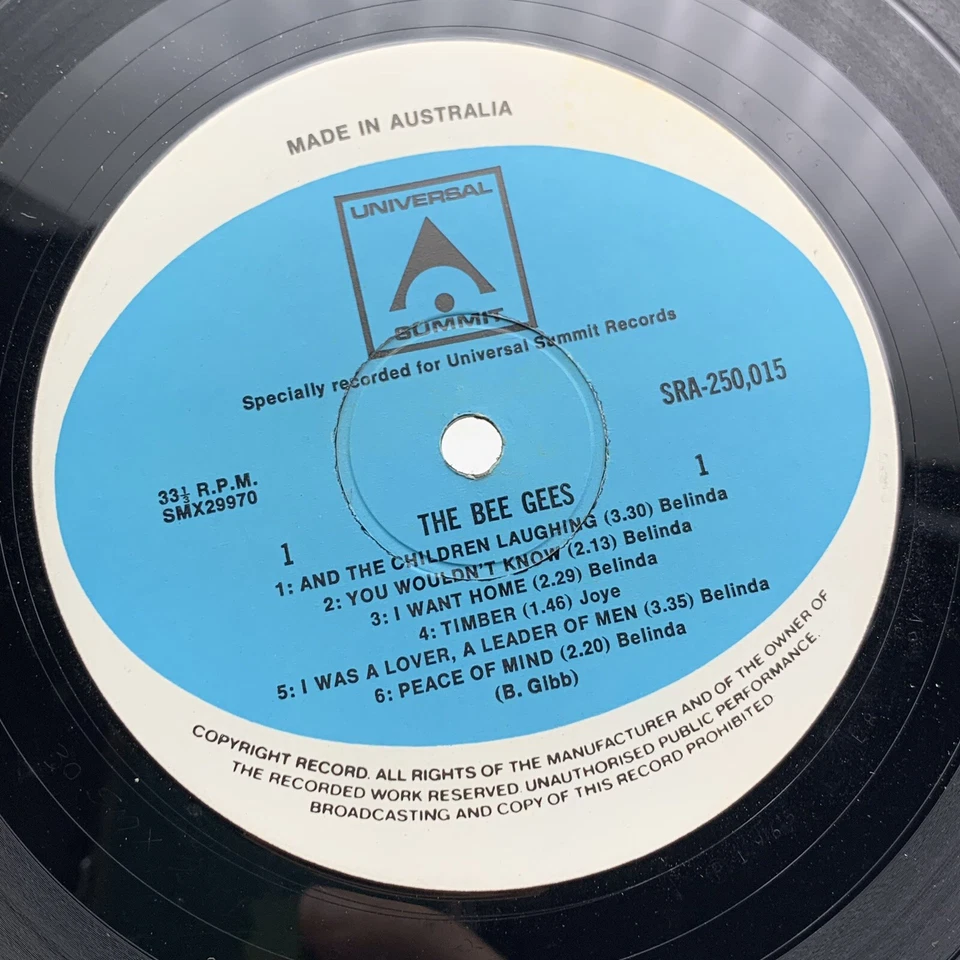 MADE IN AUSTRALIA
UNIVERSAL
SUMMIT
Specially recorded for Universal Summit Records
SRA-250,015
33⅓ R.P.M.
SMX29970
1
1
THE BEE GEES
1: AND THE CHILDREN LAUGHING (3.30) Belinda
2: YOU WOULDN'T KNOW (2.13) Belinda
3: I WANT HOME (2.29) Belinda
4: TIMBER (1.46) Joye
5: I WAS A LOVER, A LEADER OF MEN (3.35) Belinda
6: PEACE OF MIND (2.20) Belinda
(B. Gibb)
COPYRIGHT RECORD. ALL RIGHTS OF THE MANUFACTURER AND OF THE OWNER OF
THE RECORDED WORK RESERVED. UNAUTHORISED PUBLIC PERFORMANCE.
BROADCASTING AND COPY OF THIS RECORD PROHIBITED